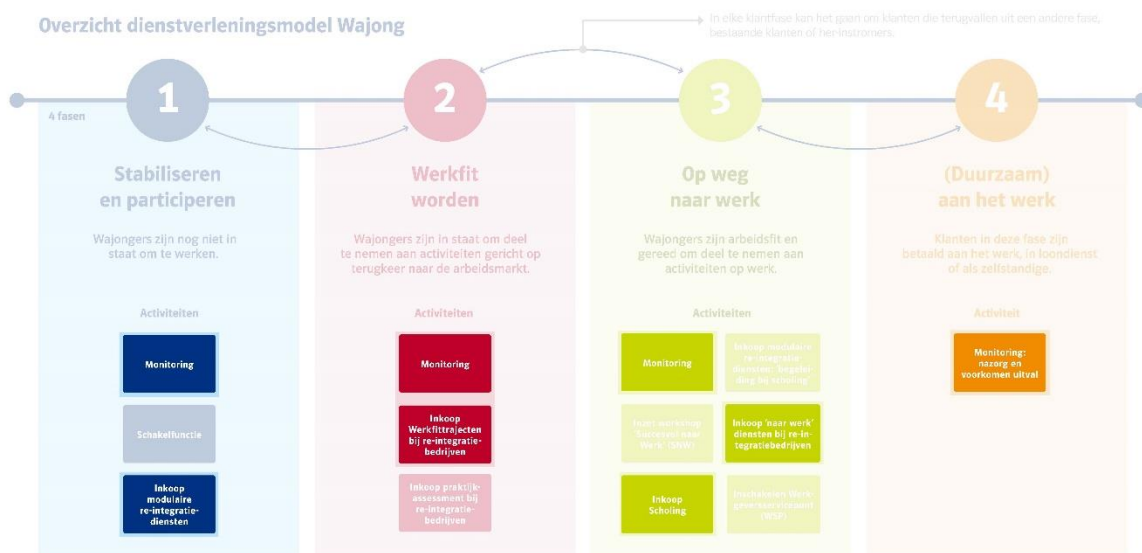 Overzicht dienstverleningsmodel Wajong
In elke klantfase kan het gaan om klanten die terugvallen uit een andere fase,
bestaande klanten of her-instromers.
4 fasen
1
Stabiliseren
en participeren
Wajongers zijn nog niet in
staat om te werken.
Activiteiten
Monitoring
Schakelfunctie
Inkoop
modulaire
re-integratie-
diensten
2
Werkfit
worden
Wajongers zijn in staat om deel
te nemen aan activiteiten gericht op
terugkeer naar de arbeidsmarkt.
Activiteiten
Monitoring
Inkoop
Werkfittrajecten
bij re-integratie-
bedrijven
Inkoop praktijk-
assessment bij
re-integratie-
bedrijven
3
Op weg
naar werk
Wajongers zijn arbeidsfit en
gereed om deel te nemen aan
activiteiten op werk.
Activiteiten
Monitoring
Inkoop modulaire
re-integratie-
diensten: 'begelei-
ding bij scholing'
Inzet workshop
'Succesvol naar
Werk' (SNW)
Inkoop 'naar werk'
diensten bij re-in-
tegratiebedrijven
Inkoop
Scholing
Inschakelen Werk-
geversservicepunt
(WSP)
4
(Duurzaam)
aan het werk
Klanten in deze fase zijn
betaald aan het werk, in loondienst
of als zelfstandige.
Activiteit
Monitoring:
nazorg en
voorkomen uitval